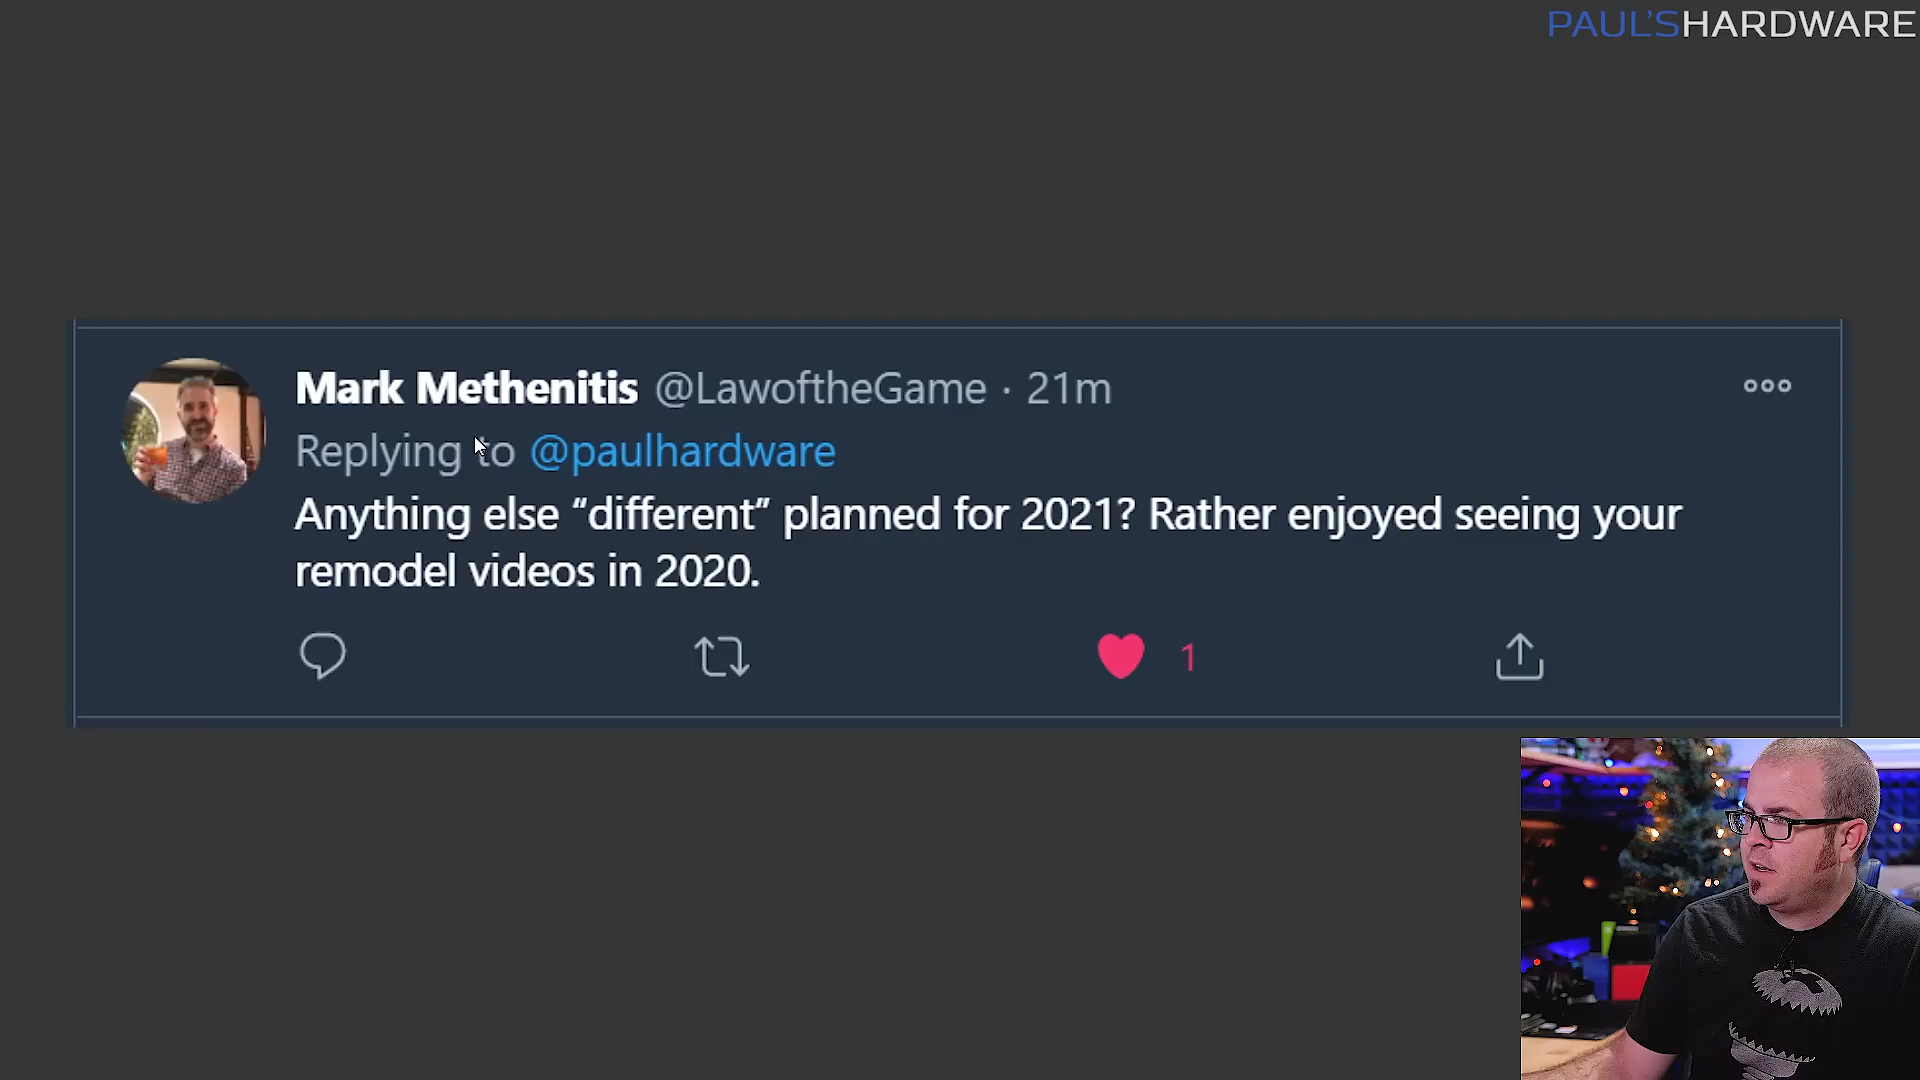 PAUL'SHARDWARE
Mark Methenitis @LawoftheGame · 21m
Replying to @paulhardware
Anything else “different” planned for 2021? Rather enjoyed seeing your
remodel videos in 2020.
1